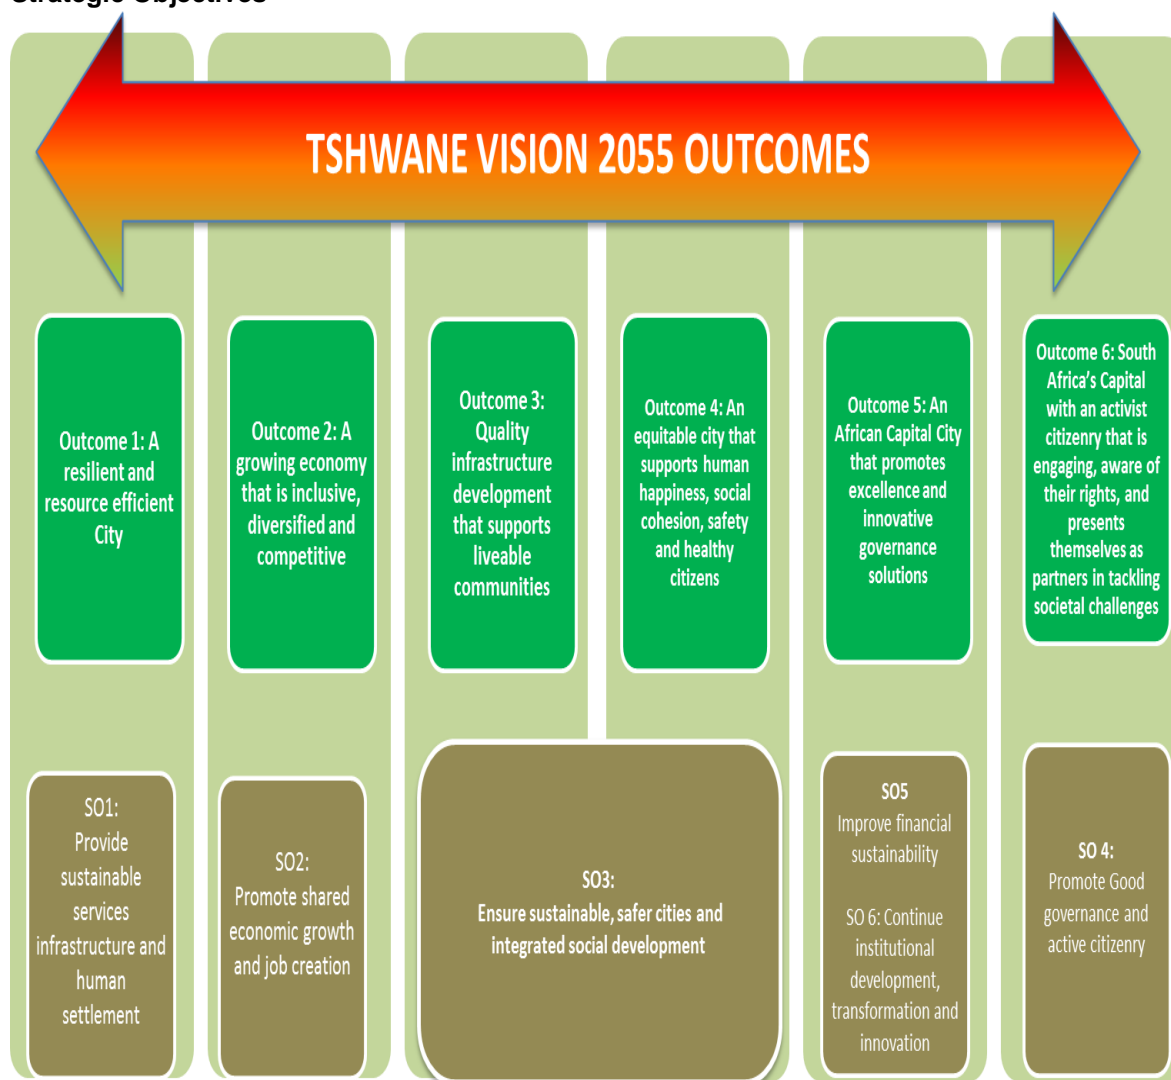 Strategic Objectives
TSHWANE VISION 2055 OUTCOMES
Outcome 1: A
resilient and
resource efficient
City
Outcome 2: A
growing economy
that is inclusive,
diversified and
competitive
Outcome 3:
Quality
infrastructure
development
that supports
liveable
communities
Outcome 4: An
equitable city that
supports human
happiness, social
cohesion, safety
and healthy
citizens
Outcome 5: An
African Capital City
that promotes
excellence and
innovative
governance
solutions
Outcome 6: South
Africa's Capital
with an activist
citizenry that is
engaging, aware of
their rights, and
presents
themselves as
partners in tackling
societal challenges
SO1:
Provide
sustainable
services
infrastructure and
human
settlement
SO2:
Promote shared
economic growth
and job creation
SO3:
Ensure sustainable, safer cities and
integrated social development
SO5
Improve financial
sustainability
SO 6: Continue
institutional
development,
transformation and
innovation
SO 4:
Promote Good
governance and
active citizenry